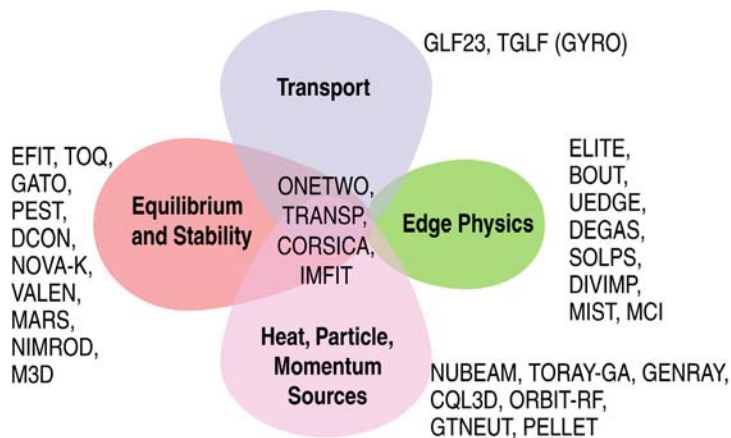 GLF23, TGLF (GYRO)
Transport
EFIT, TOQ,
GATO,
PEST,
DCON,
NOVA-K,
VALEN,
MARS,
NIMROD,
M3D
Equilibrium
and Stability
ONETWO,
TRANSP,
CORSICA,
IMFIT
Edge Physics
ELITE,
BOUT,
UEDGE,
DEGAS,
SOLPS,
DIVIMP,
MIST, MCI
Heat, Particle,
Momentum
Sources
NUBEAM, TORAY-GA, GENRAY,
CQL3D, ORBIT-RF,
GTNEUT, PELLET